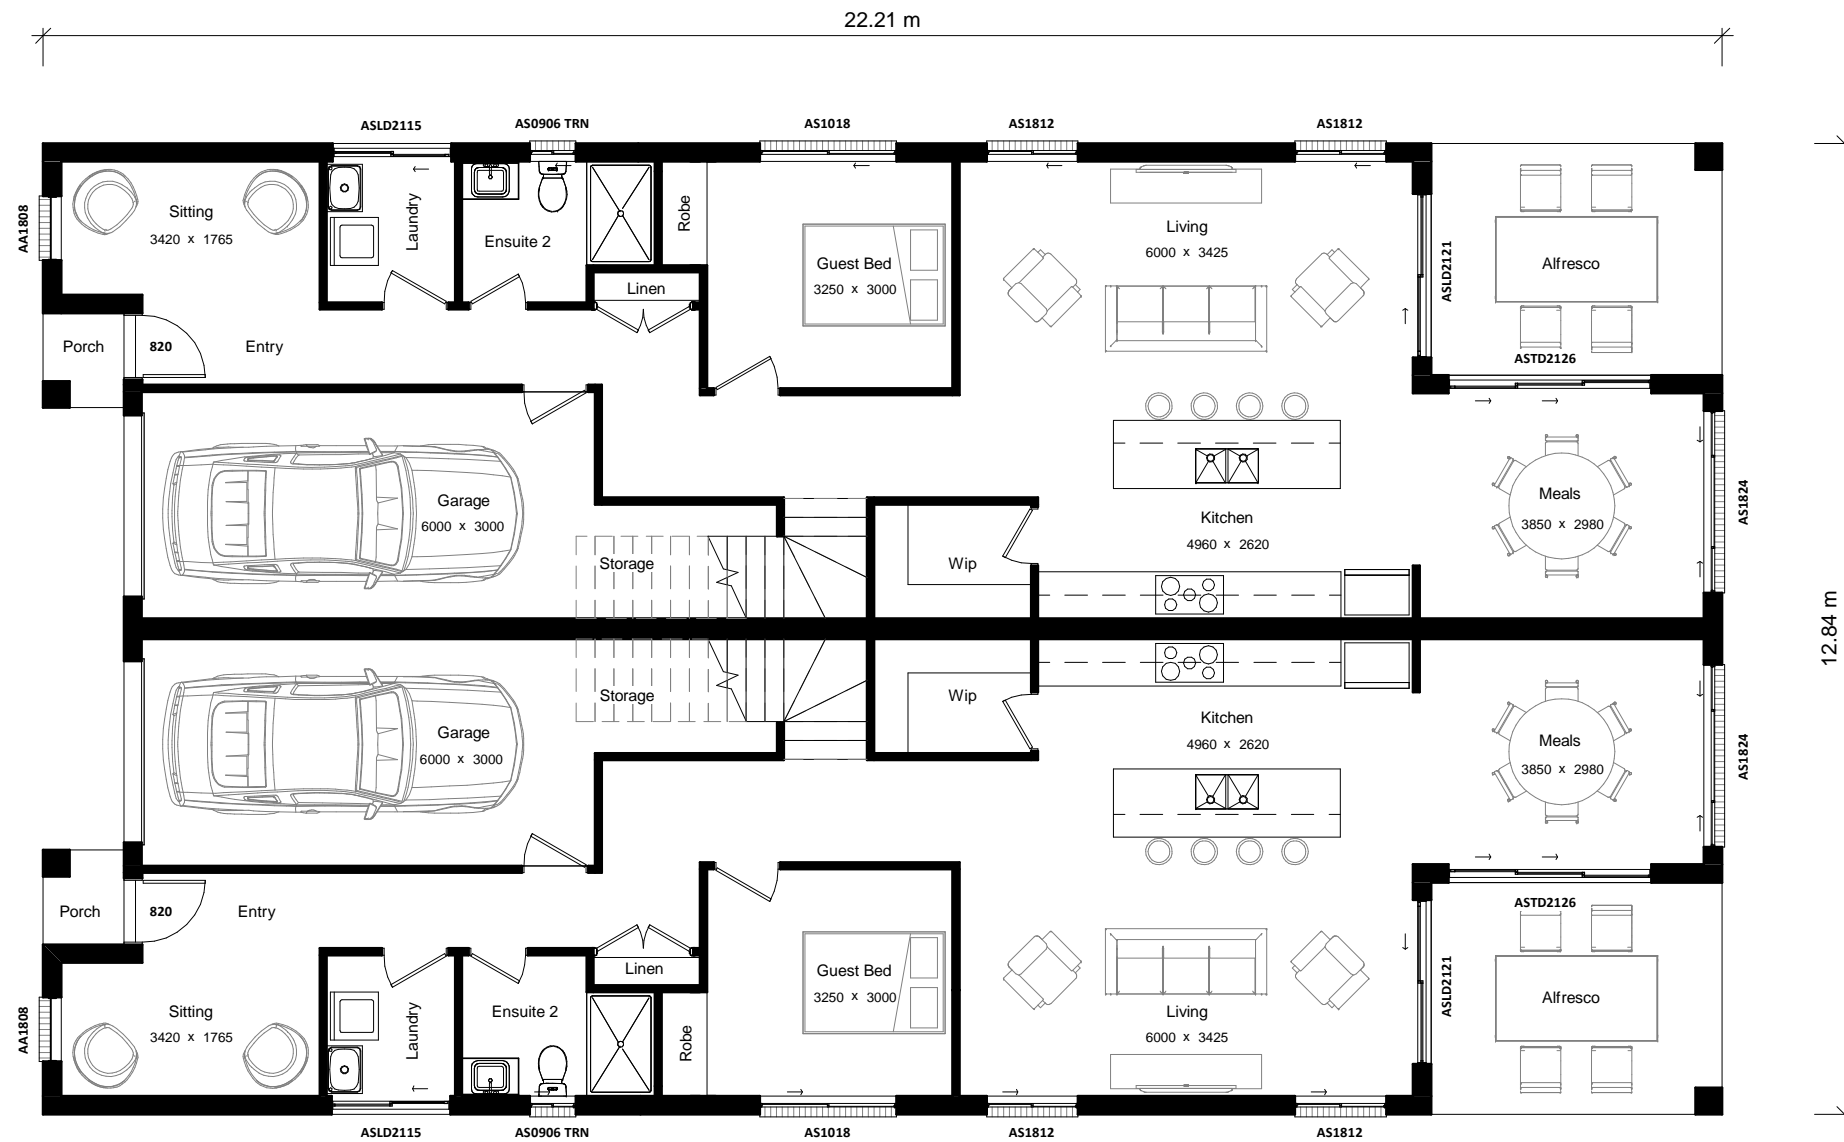 22.21 m
ASLD2115
AS0906 TRN
AS1018
AS1812
AS1812
AA1808
Sitting
3420 x 1765
Laundry
Ensuite 2
Robe
Linen
Guest Bed
3250 x 3000
Living
6000 x 3425
ASLD2121
Alfresco
ASTD2126
Porch
820
Entry
Garage
6000 x 3000
Storage
Wip
Kitchen
4960 x 2620
Meals
3850 x 2980
AS1824
12.84 m
Storage
Garage
6000 x 3000
Wip
Kitchen
4960 x 2620
Meals
3850 x 2980
AS1824
Porch
820
Entry
ASTD2126
Linen
Guest Bed
3250 x 3000
ASLD2121
Alfresco
AA1808
Sitting
3420 x 1765
Laundry
Ensuite 2
Robe
Living
6000 x 3425
ASLD2115
AS0906 TRN
AS1018
AS1812
AS1812